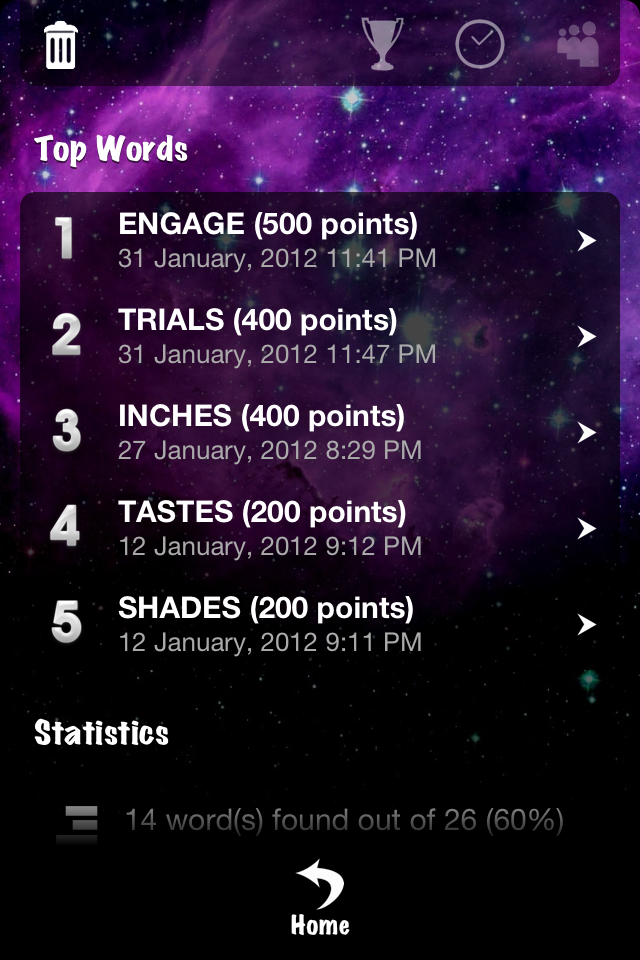 Top Words
1
ENGAGE (500 points)
31 January, 2012 11:41 PM
2
TRIALS (400 points)
31 January, 2012 11:47 PM
3
INCHES (400 points)
27 January, 2012 8:29 PM
4
TASTES (200 points)
12 January, 2012 9:12 PM
5
SHADES (200 points)
12 January, 2012 9:11 PM
Statistics
14 word(s) found out of 26 (60%)
Home